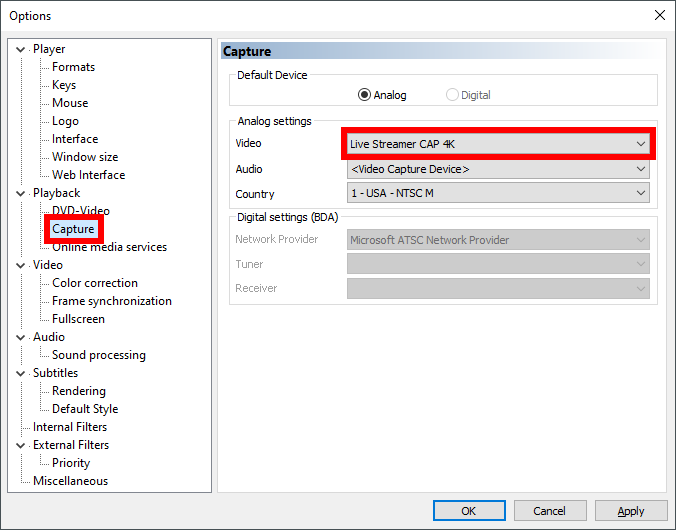 Options
Player
Formats
Keys
Mouse
Logo
Interface
Window size
Web Interface
Playback
DVD-Video
Capture
Online media services
Video
Color correction
Frame synchronization
Fullscreen
Audio
Sound processing
Subtitles
Rendering
Default Style
Internal Filters
External Filters
Priority
Miscellaneous
Capture
Default Device
Analog Digital
Analog settings
Video Live Streamer CAP 4K
Audio <Video Capture Device>
Country 1 - USA - NTSC M
Digital settings (BDA)
Network Provider Microsoft ATSC Network Provider
Tuner
Receiver
OK Cancel Apply